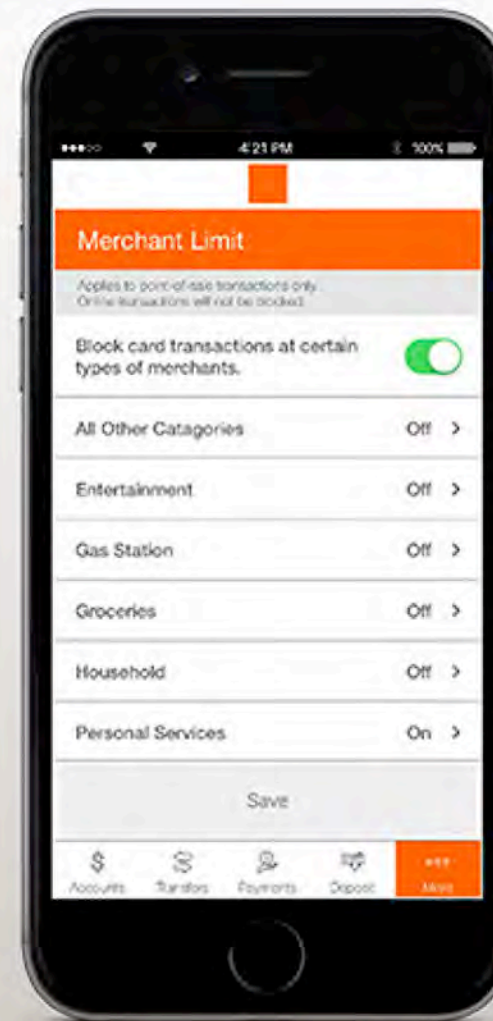 4:21 PM 100%
Merchant Limit
Applies to point-of-sale transactions only.
Online transactions will not be blocked.
Block card transactions at certain
types of merchants.
All Other Catagories Off >
Entertainment Off >
Gas Station Off >
Groceries Off >
Household Off >
Personal Services On >
Save
Accounts Transfers Payments Deposit More